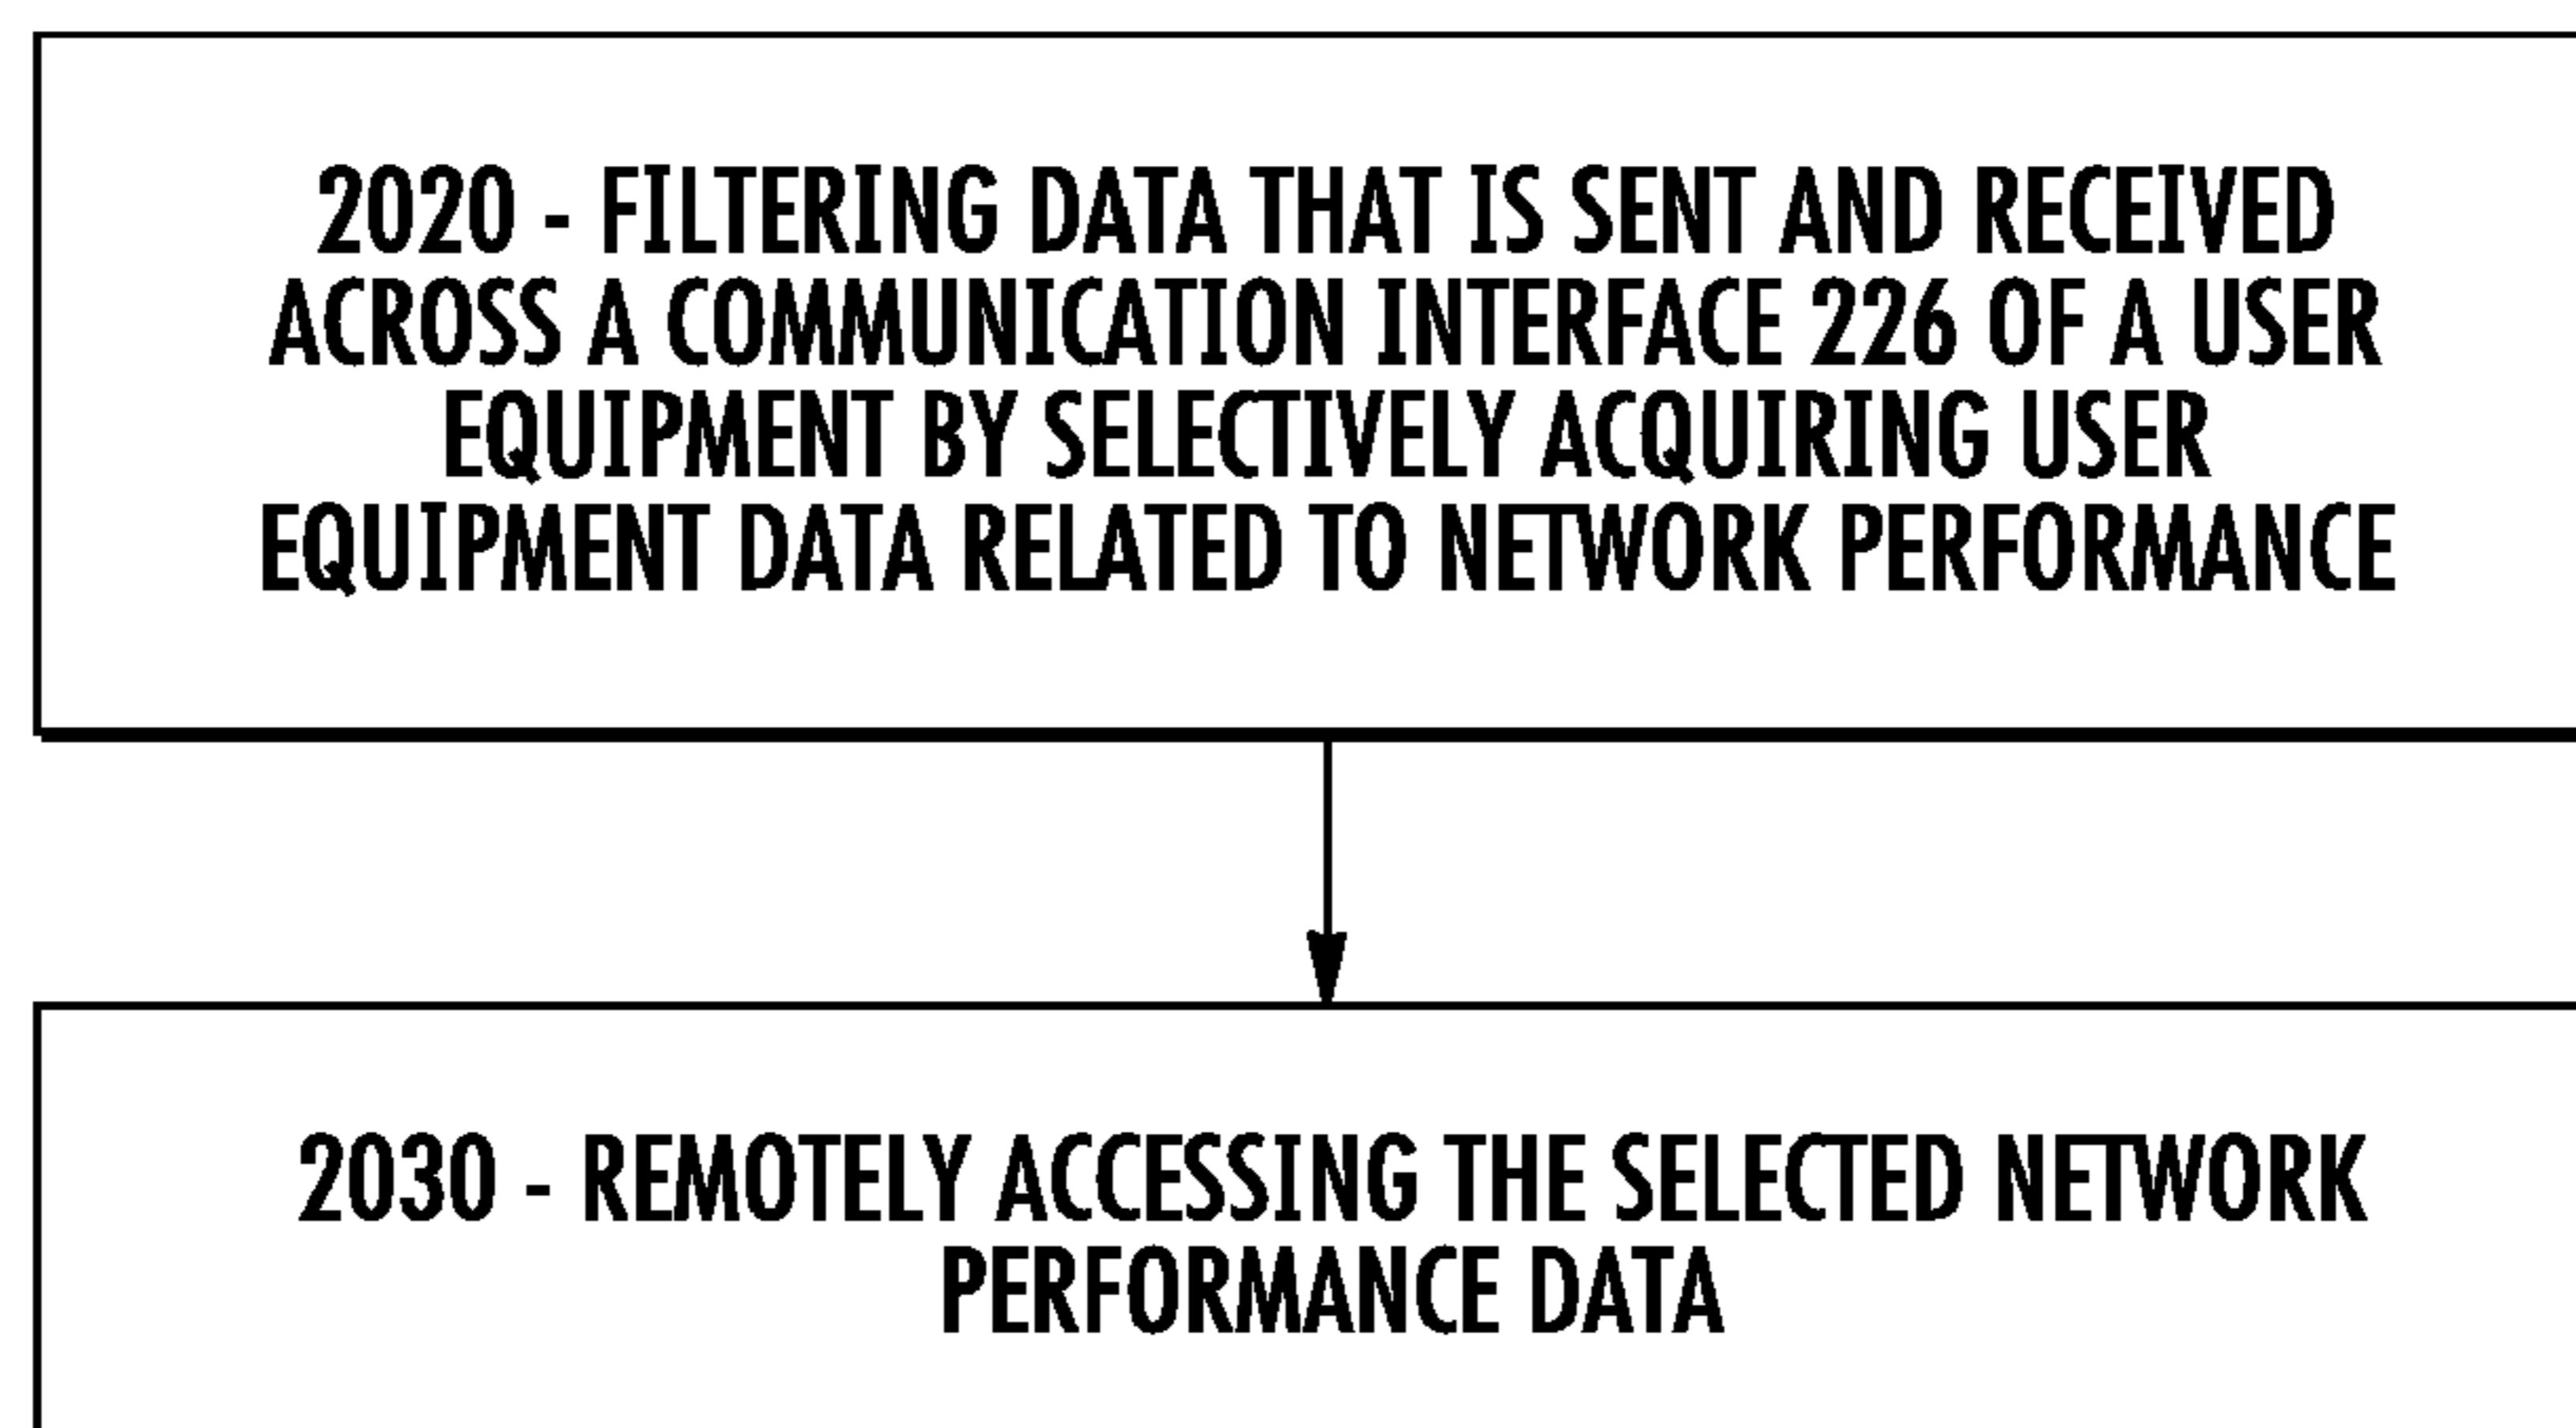 2020 - FILTERING DATA THAT IS SENT AND RECEIVED
ACROSS A COMMUNICATION INTERFACE 226 OF A USER
EQUIPMENT BY SELECTIVELY ACQUIRING USER
EQUIPMENT DATA RELATED TO NETWORK PERFORMANCE
2030 - REMOTELY ACCESSING THE SELECTED NETWORK
PERFORMANCE DATA